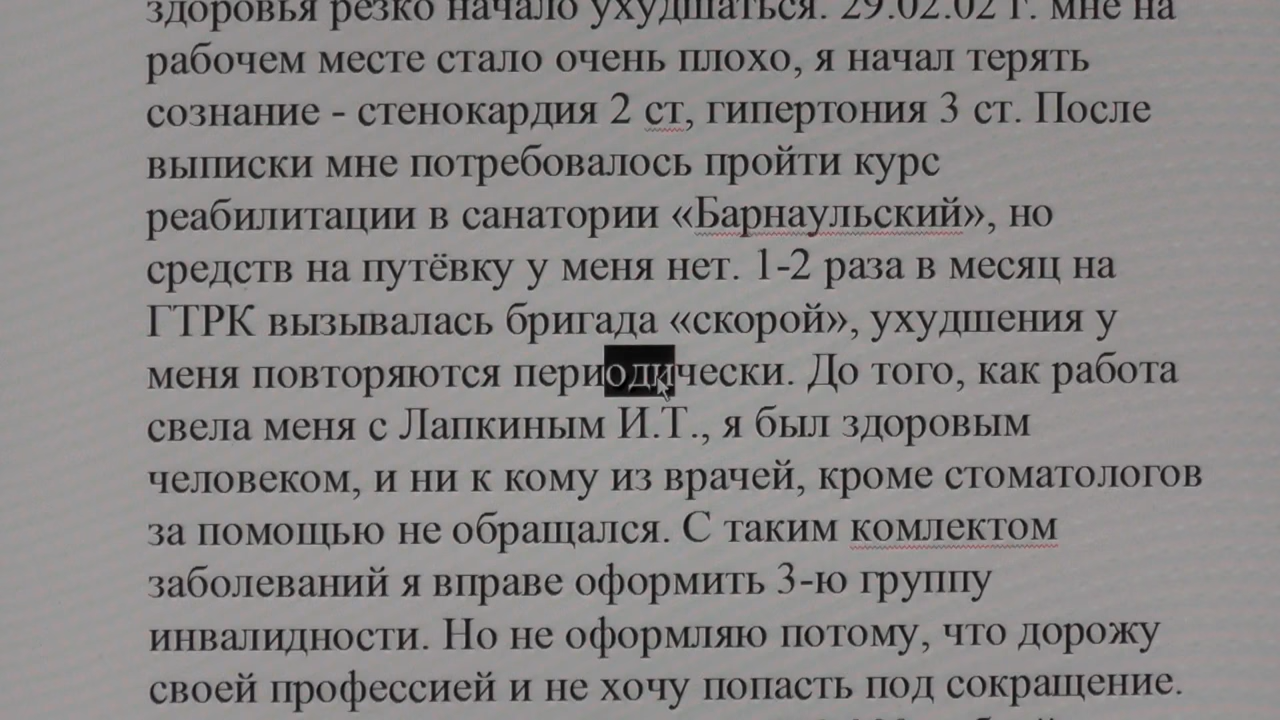 здоровья резко начало ухудшаться. 29.02.02 г. мне на
рабочем месте стало очень плохо, я начал терять
сознание - стенокардия 2 ст, гипертония 3 ст. После
выписки мне потребовалось пройти курс
реабилитации в санатории «Барнаульский», но
средств на путёвку у меня нет. 1-2 раза в месяц на
ГТРК вызывалась бригада «скорой», ухудшения у
меня повторяются периодически. До того, как работа
свела меня с Лапкиным И.Т., я был здоровым
человеком, и ни к кому из врачей, кроме стоматологов
за помощью не обращался. С таким комлектом
заболеваний я вправе оформить 3-ю группу
инвалидности. Но не оформляю потому, что дорожу
своей профессией и не хочу попасть под сокращение.